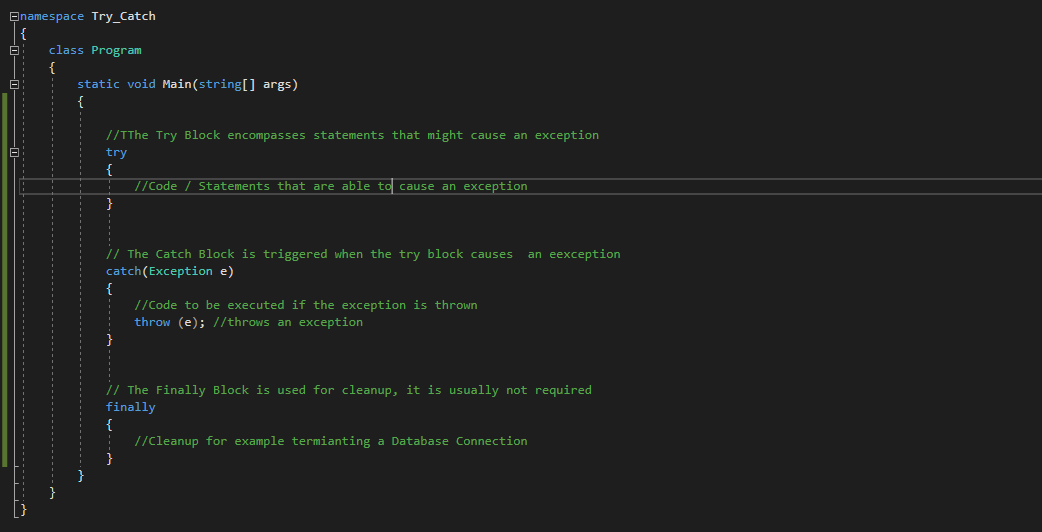 namespace Try_Catch
{
class Program
{
static void Main(string[] args)
{
//TThe Try Block encompasses statements that might cause an exception
try
{
//Code / Statements that are able to cause an exception
}
// The Catch Block is triggered when the try block causes  an eexception
catch(Exception e)
{
//Code to be executed if the exception is thrown
throw (e); //throws an exception
}
// The Finally Block is used for cleanup, it is usually not required
finally
{
//Cleanup for example termianting a Database Connection
}
}
}
}